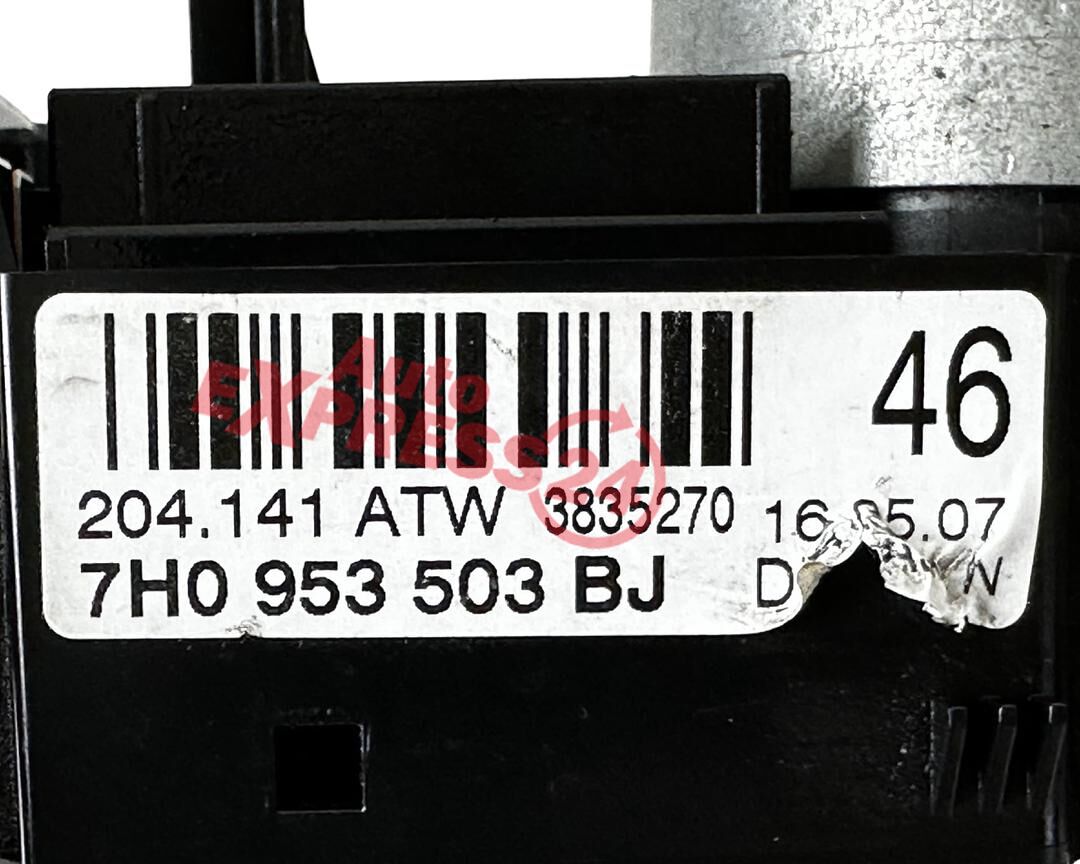 46
Auto
EXPRESS24
204.141 ATW 3835270
7H0 953 503 BJ